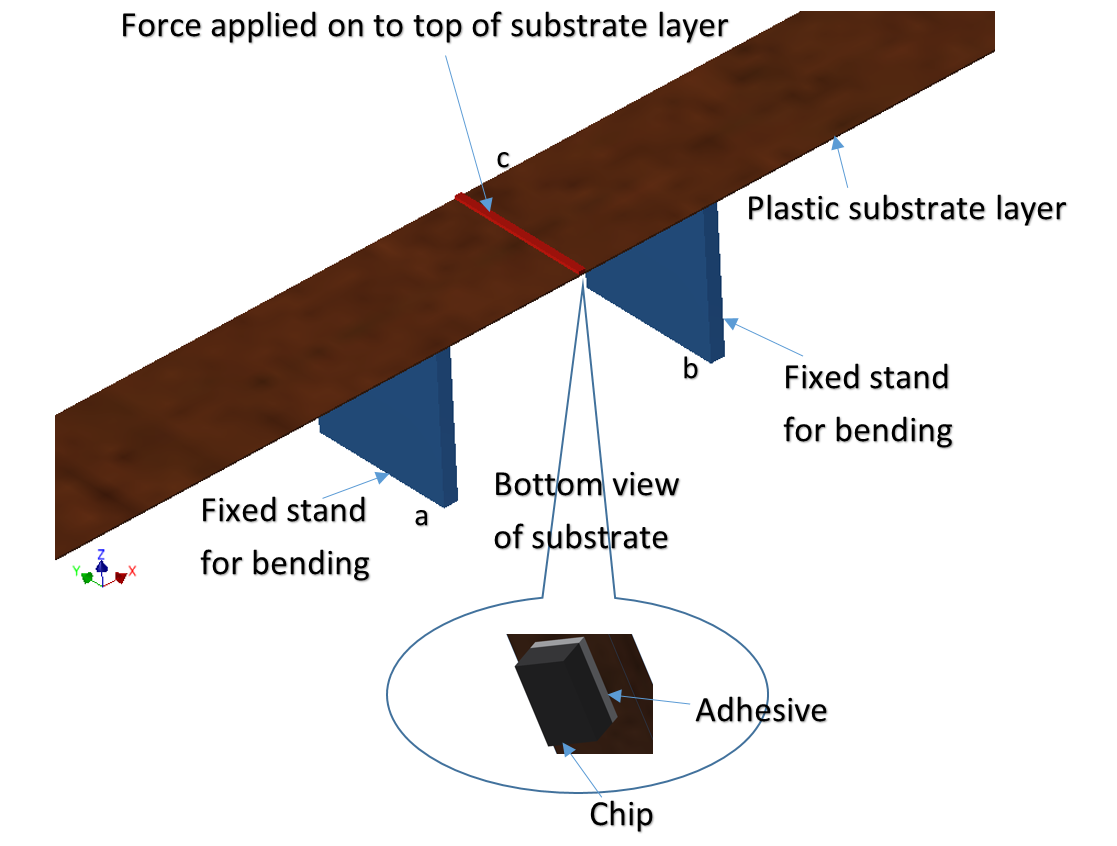 Force applied on to top of substrate layer
c
Plastic substrate layer
b
Fixed stand
for bending
Bottom view
of substrate
Fixed stand
for bending
a
Z
Y
X
Adhesive
Chip